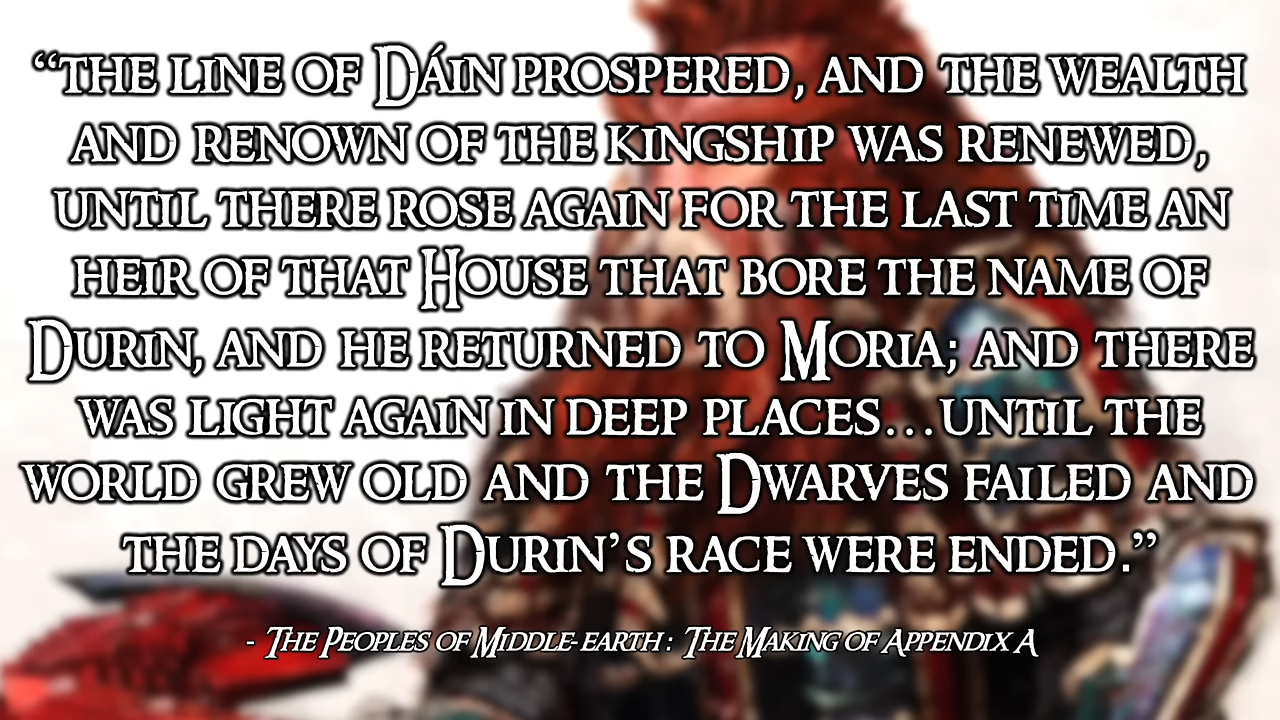 “THE LINE OF DÁIN PROSPERED, AND THE WEALTH
AND RENOWN OF THE KINGSHIP WAS RENEWED,
UNTIL THERE ROSE AGAIN FOR THE LAST TIME AN
HEIR OF THAT HOUSE THAT BORE THE NAME OF
DURIN, AND HE RETURNED TO MORIA; AND THERE
WAS LIGHT AGAIN IN DEEP PLACES...UNTIL THE
WORLD GREW OLD AND THE DWARVES FAILED AND
THE DAYS OF DURIN’S RACE WERE ENDED.”
- THE PEOPLES OF MIDDLE-EARTH: THE MAKING OF APPENDIX A